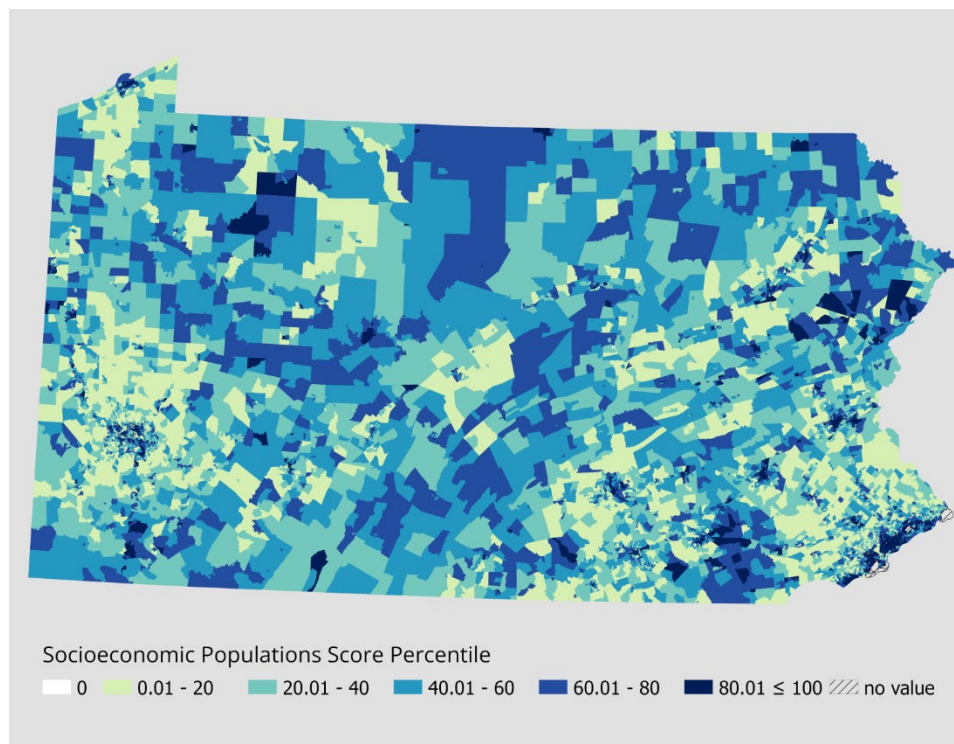 Socioeconomic Populations Score Percentile
0 0.01 - 20 20.01 - 40 40.01 - 60 60.01 - 80 80.01 ≤ 100 no value